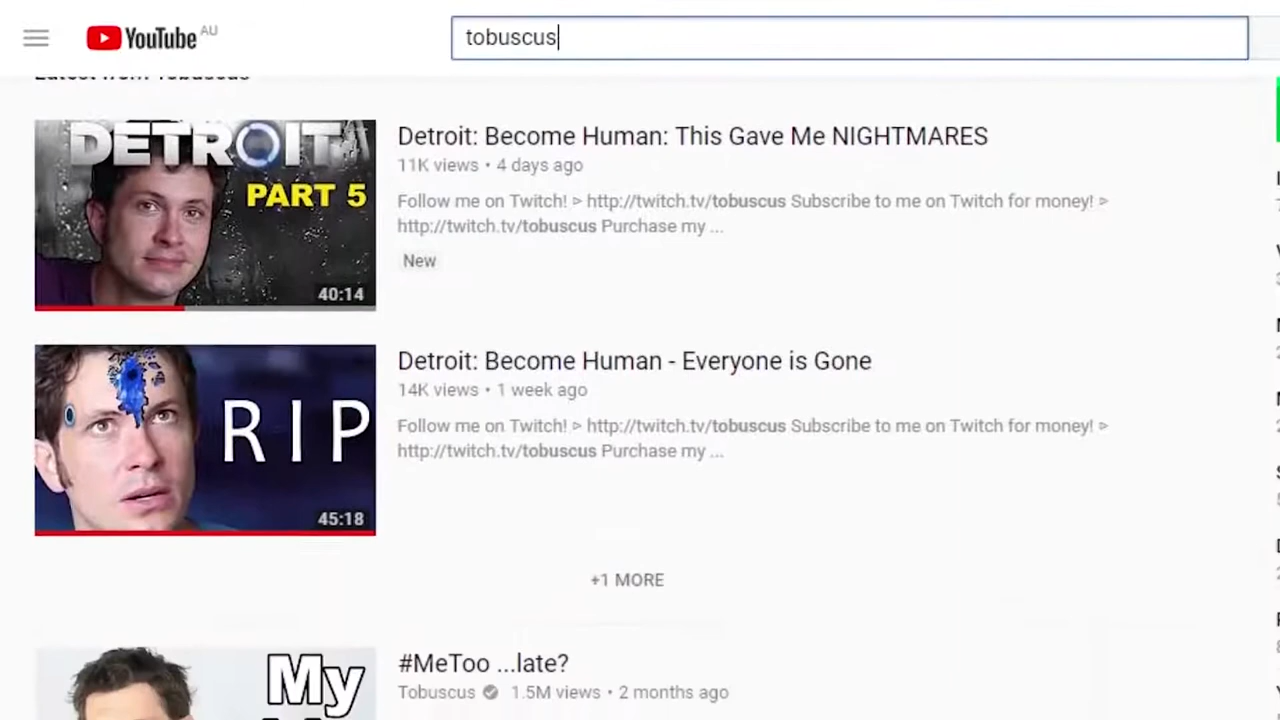 YouTube AU
tobuscus
Latest from Tobuscus
DETROIT
PART 5
40:14
Detroit: Become Human: This Gave Me NIGHTMARES
11K views • 4 days ago
Follow me on Twitch! ▹ http://twitch.tv/tobuscus Subscribe to me on Twitch for money! ▹
http://twitch.tv/tobuscus Purchase my ...
New
RIP
45:18
Detroit: Become Human - Everyone is Gone
14K views • 1 week ago
Follow me on Twitch! ▹ http://twitch.tv/tobuscus Subscribe to me on Twitch for money! ▹
http://twitch.tv/tobuscus Purchase my ...
+1 MORE
My
#MeToo ...late?
Tobuscus 1.5M views • 2 months ago